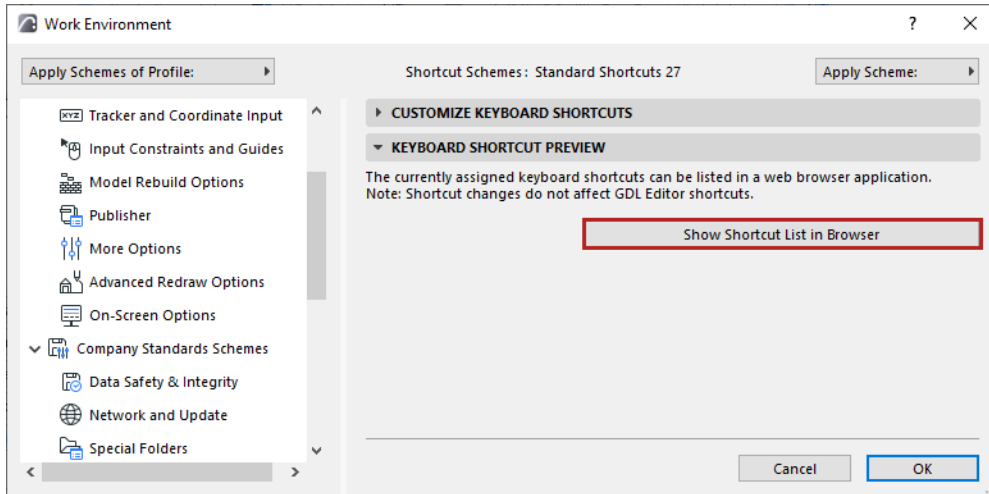 Work Environment
?
Apply Schemes of Profile:
Shortcut Schemes: Standard Shortcuts 27
Apply Scheme:
XYZ
Tracker and Coordinate Input
Input Constraints and Guides
Model Rebuild Options
Publisher
More Options
Advanced Redraw Options
On-Screen Options
Company Standards Schemes
Data Safety & Integrity
Network and Update
Special Folders
CUSTOMIZE KEYBOARD SHORTCUTS
KEYBOARD SHORTCUT PREVIEW
The currently assigned keyboard shortcuts can be listed in a web browser application.
Note: Shortcut changes do not affect GDL Editor shortcuts.
Show Shortcut List in Browser
Cancel
OK